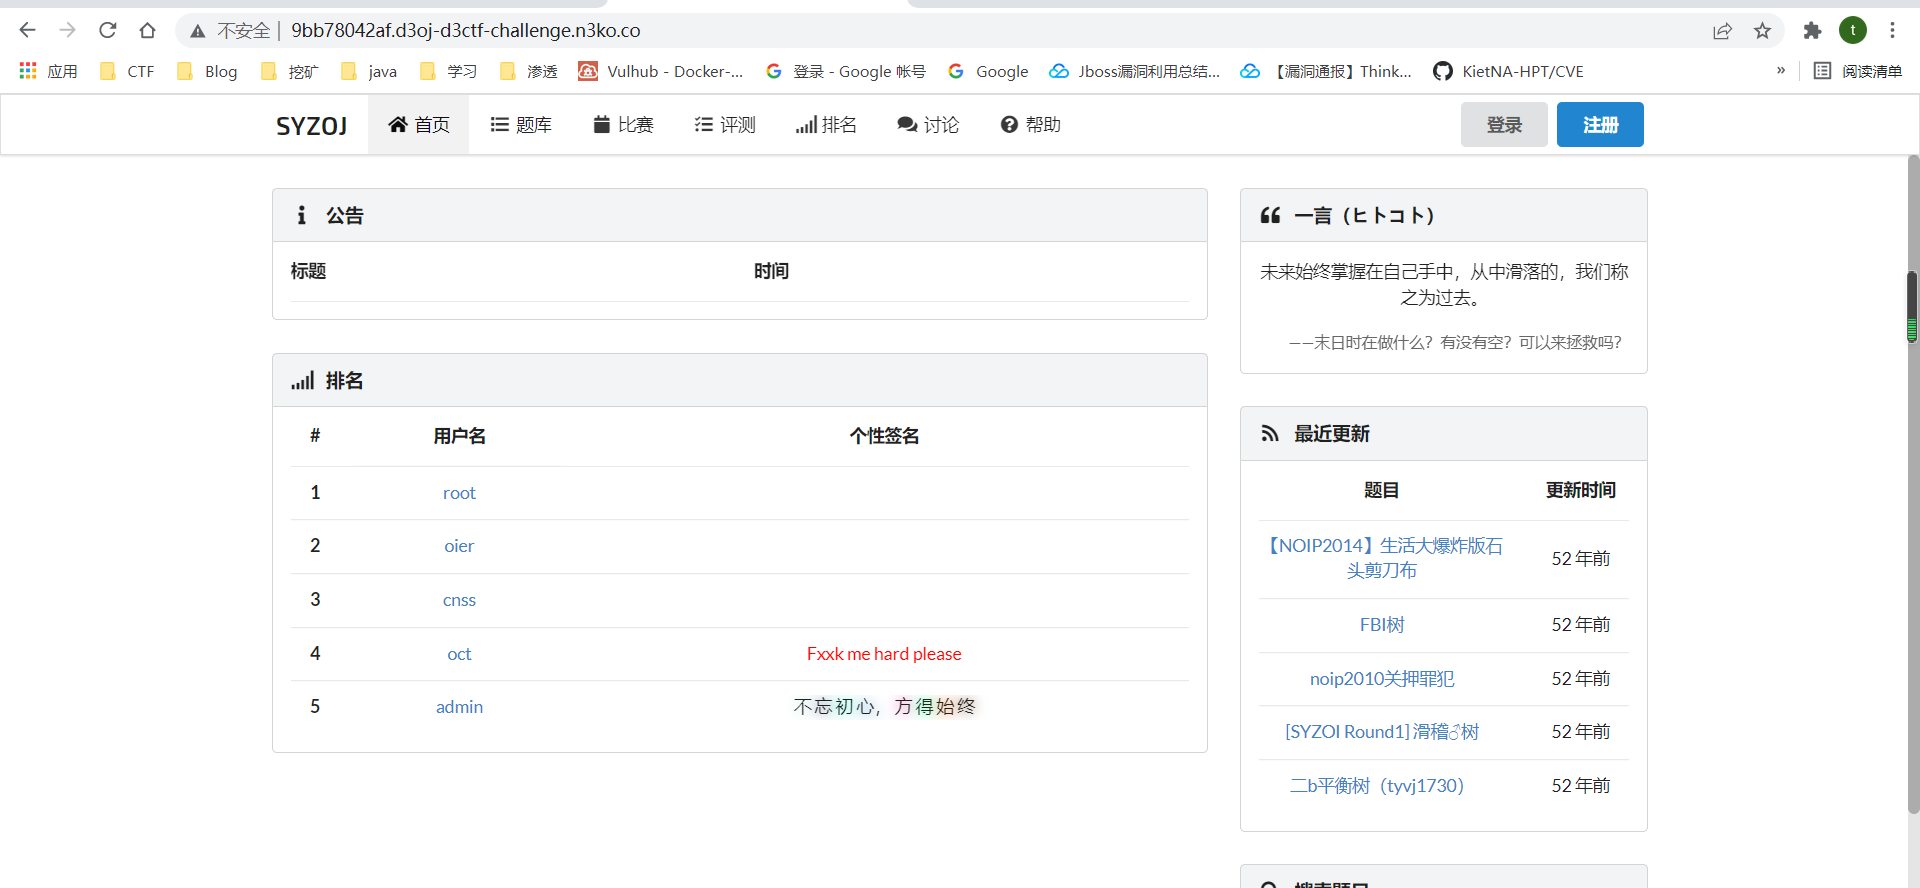 不安全 | 9bb78042af.d3oj-d3ctf-challenge.n3ko.co
t
应用 CTF Blog 挖矿 java 学习 渗透 Vulhub - Docker-... 登录 - Google 帐号 Google Jboss漏洞利用总结... 【漏洞通报】Think... KietNA-HPT/CVE » 阅读清单
SYZOJ 首页 题库 比赛 评测 排名 讨论 帮助 登录 注册
公告
标题 时间
排名
# 用户名 个性签名
1 root
2 oier
3 cnss
4 oct Fxxk me hard please
5 admin 不忘初心，方得始终
一言（ヒトコト）
未来始终掌握在自己手中，从中滑落的，我们称
之为过去。
——末日时在做什么？有没有空？可以来拯救吗？
最近更新
题目 更新时间
【NOIP2014】生活大爆炸版石
头剪刀布 52 年前
FBI树 52 年前
noip2010关押罪犯 52 年前
[SYZOI Round1] 滑稽♂树 52 年前
二b平衡树（tyvj1730） 52 年前